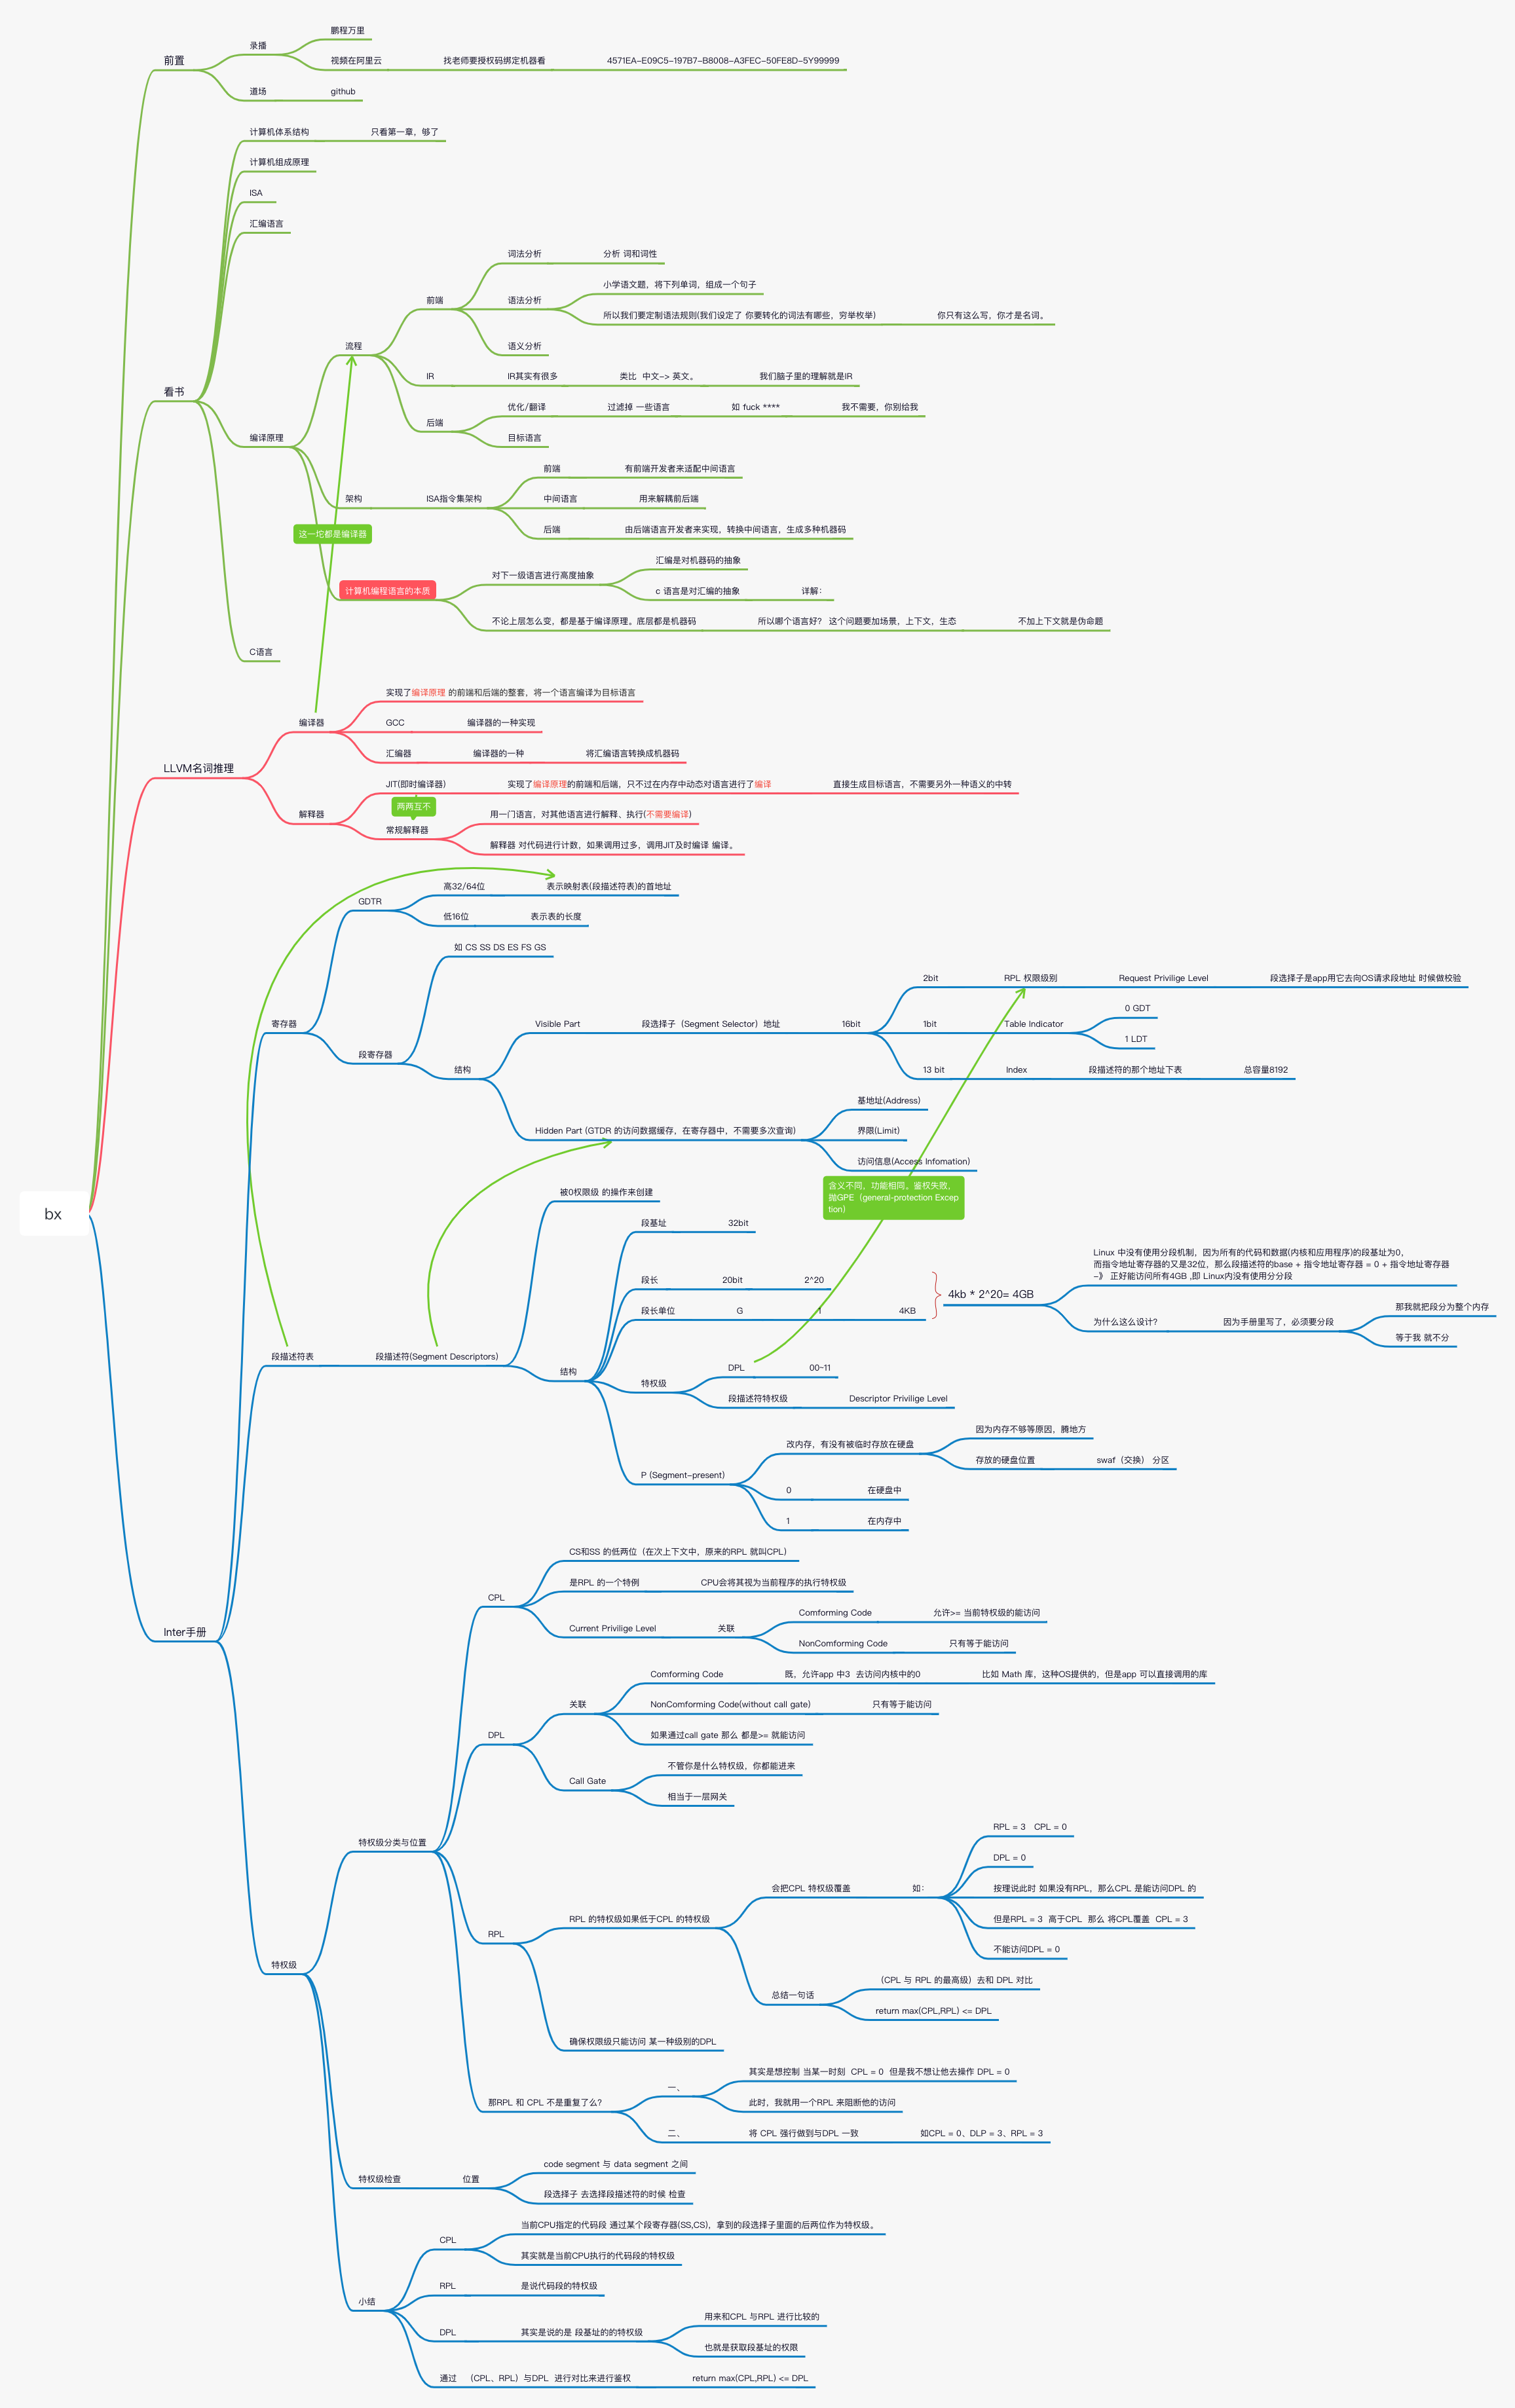 bx
前置
录播
鹏程万里
视频在阿里云
找老师要授权码绑定机器看
4571EA-E09C5-197B7-B8008-A3FEC-50FE8D-5Y99999
道场
github
看书
计算机体系结构
只看第一章，够了
计算机组成原理
ISA
汇编语言
编译原理
流程
前端
词法分析
分析 词和词性
语法分析
小学语文题，将下列单词，组成一个句子
所以我们要定制语法规则(我们设定了 你要转化的词法有哪些，穷举枚举)
你只有这么写，你才是名词。
语义分析
IR
IR其实有很多
类比 中文-> 英文。
我们脑子里的理解就是IR
后端
优化/翻译
过滤掉 一些语言
如 fuck ****
我不需要，你别给我
目标语言
架构
ISA指令集架构
前端
有前端开发者来适配中间语言
中间语言
用来解耦前后端
后端
由后端语言开发者来实现，转换中间语言，生成多种机器码
这一坨都是编译器
计算机编程语言的本质
对下一级语言进行高度抽象
汇编是对机器码的抽象
c 语言是对汇编的抽象
详解：
不论上层怎么变，都是基于编译原理。底层都是机器码
所以哪个语言好？ 这个问题要加场景，上下文，生态
不加上下文就是伪命题
C语言
LLVM名词推理
编译器
实现了编译原理 的前端和后端的整套，将一个语言编译为目标语言
GCC
编译器的一种实现
汇编器
编译器的一种
将汇编语言转换成机器码
解释器
JIT(即时编译器)
实现了编译原理的前端和后端，只不过在内存中动态对语言进行了编译
直接生成目标语言，不需要另外一种语义的中转
两两互不
常规解释器
用一门语言，对其他语言进行解释、执行(不需要编译)
解释器 对代码进行计数，如果调用过多，调用JIT及时编译 编译。
Inter手册
寄存器
GDTR
高32/64位
表示映射表(段描述符表)的首地址
低16位
表示表的长度
段寄存器
如 CS SS DS ES FS GS
结构
Visible Part
段选择子（Segment Selector）地址
16bit
2bit
RPL 权限级别
Request Privilige Level
段选择子是app用它去向OS请求段地址 时候做校验
1bit
Table Indicator
0 GDT
1 LDT
13 bit
Index
段描述符的那个地址下表
总容量8192
Hidden Part (GTDR 的访问数据缓存，在寄存器中，不需要多次查询)
基地址(Address)
界限(Limit)
访问信息(Access Infomation)
含义不同，功能相同，鉴权失败，
抛GPE（general-protection Excep
tion）
段描述符表
段描述符(Segment Descriptors)
被0权限级 的操作来创建
结构
段基址
32bit
段长
20bit
2^20
段长单位
G
1
4KB
4kb * 2^20= 4GB
Linux 中没有使用分段机制，因为所有的代码和数据(内核和应用程序)的段基址为0，
而指令地址寄存器的又是32位，那么段描述符的base + 指令地址寄存器 = 0 + 指令地址寄存器
-》 正好能访问所有4GB ,即 Linux内没有使用分分段
为什么这么设计?
因为手册里写了，必须要分段
那我就把段分为整个内存
等于我 就不分
特权级
DPL
00~11
段描述符特权级
Descriptor Privilige Level
P (Segment-present)
改内存，有没有被临时存放在硬盘
因为内存不够等原因，腾地方
存放的硬盘位置
swaf（交换） 分区
0
在硬盘中
1
在内存中
特权级
特权级分类与位置
CPL
CS和SS 的低两位（在次上下文中，原来的RPL 就叫CPL）
是RPL 的一个特例
CPU会将其视为当前程序的执行特权级
Current Privilige Level
关联
Comforming Code
允许>= 当前特权级的能访问
NonComforming Code
只有等于能访问
DPL
关联
Comforming Code
既，允许app 中3 去访问内核中的0
比如 Math 库，这种OS提供的，但是app 可以直接调用的库
NonComforming Code(without call gate)
只有等于能访问
如果通过call gate 那么 都是>= 就能访问
Call Gate
不管你是什么特权级，你都能进来
相当于一层网关
RPL
RPL 的特权级如果低于CPL 的特权级
会把CPL 特权级覆盖
如：
RPL = 3 CPL = 0
DPL = 0
按理说此时 如果没有RPL，那么CPL 是能访问DPL 的
但是RPL = 3 高于CPL 那么 将CPL覆盖 CPL = 3
不能访问DPL = 0
总结一句话
（CPL 与 RPL 的最高级）去和 DPL 对比
return max(CPL,RPL) <= DPL
确保权限级只能访问 某一种级别的DPL
那RPL 和 CPL 不是重复了么?
一、
其实是想控制 当某一时刻 CPL = 0 但是我不想让他去操作 DPL = 0
此时，我就用一个RPL 来阻断他的访问
二、
将 CPL 强行做到与DPL 一致
如CPL = 0、DLP = 3、RPL = 3
特权级检查
位置
code segment 与 data segment 之间
段选择子 去选择段描述符的时候 检查
小结
CPL
当前CPU指定的代码段 通过某个段寄存器(SS,CS)，拿到的段选择子里面的后两位作为特权级。
其实就是当前CPU执行的代码段的特权级
RPL
是说代码段的特权级
DPL
其实是说的是 段基址的的特权级
用来和CPL 与RPL 进行比较的
也就是获取段基址的权限
通过 （CPL、RPL）与DPL 进行对比来进行鉴权
return max(CPL,RPL) <= DPL